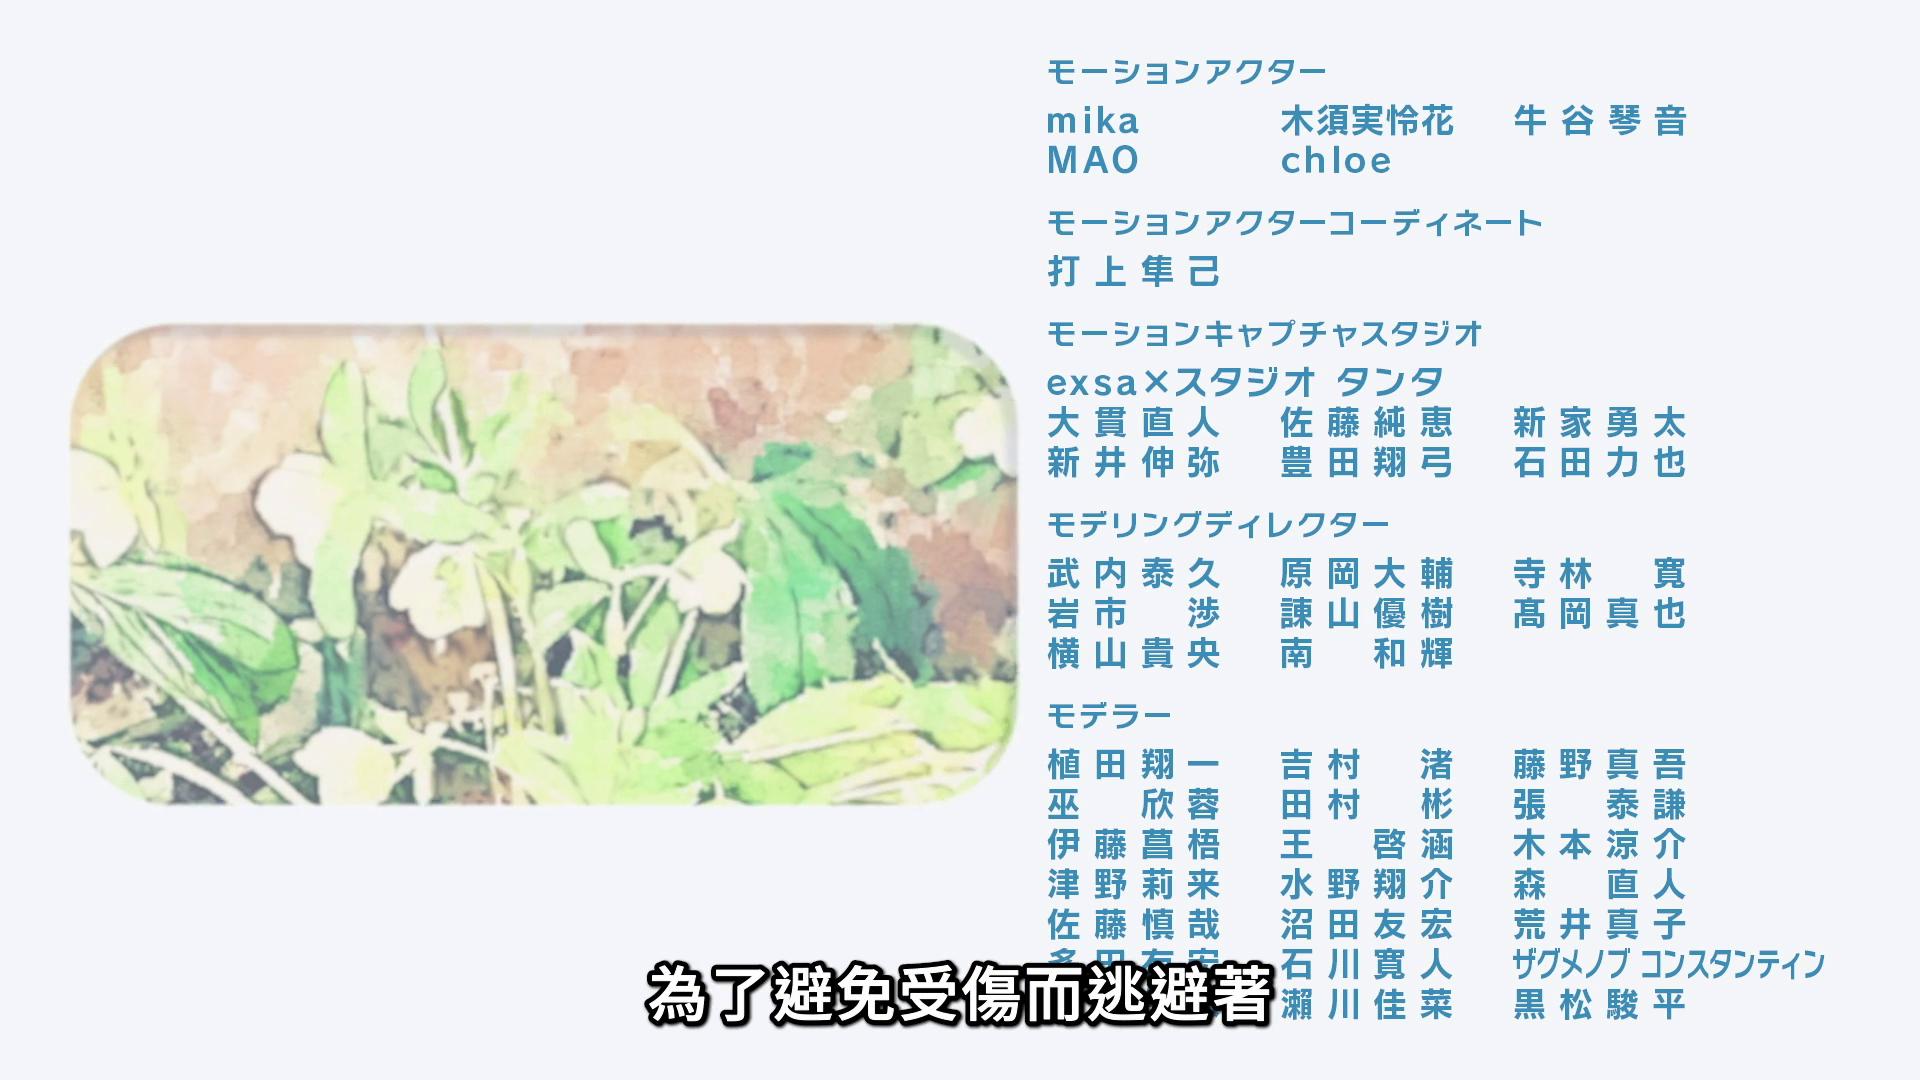 モーションアクター
mika 木須実怜花 牛谷琴音
MAO chloe
モーションアクターコーディネート
打上隼己
モーションキャプチャスタジオ
exsa×スタジオ タンタ
大貫直人 佐藤純恵 新家勇太
新井伸弥 豊田翔弓 石田力也
モデリングディレクター
武内泰久 原岡大輔 寺林 寛
岩市 渉 諌山優樹 髙岡真也
横山貴央 南 和輝
モデラー
植田翔一 吉村 渚 藤野真吾
巫 欣蓉 田村 彬 張 泰謙
伊藤菖悟 王 啓涵 木本涼介
津野莉来 水野翔介 森 直人
佐藤慎哉 沼田友宏 荒井真子
石川寛人 ザグメノブ コンスタンティン
瀬川佳菜 黒松駿平
為了避免受傷而逃避著